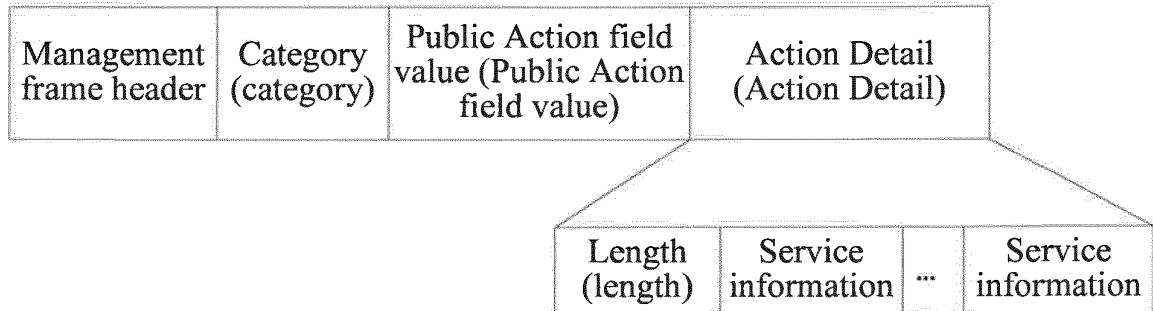 Management
frame header
Category
(category)
Public Action field
value (Public Action
field value)
Action Detail
(Action Detail)
Length
(length)
Service
information
...
Service
information